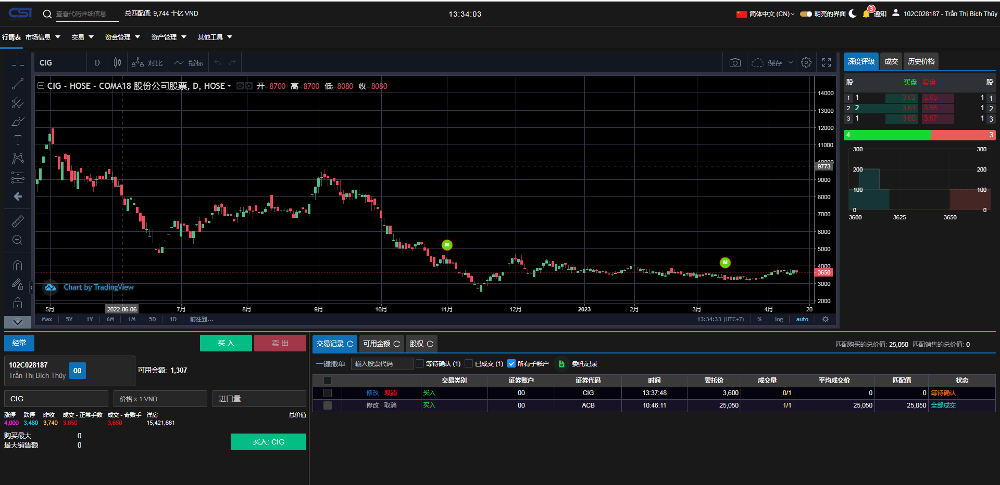 CSI 查看代码详细信息 总匹配值: 9,744 十亿 VND 13:34:03 简体中文 (CN) 明亮的界面 3 通知 102C028187 - Trần Thị Bích Thủy
行情表 市场信息 交易 资金管理 资产管理 其他工具
CIG D 对比 指标 保存
CIG - HOSE - COMA18 股份公司股票, D, HOSE 开=8700 高=8700 低=8080 收=8080
14000
13000
12000
11000
10000
9773
9000
8000
7000
6000
5000
4000
3650
3000
2000
M
M
Chart by TradingView
5月 2022-06-06 7月 8月 9月 10月 11月 12月 2023 2月 3月 4月 20
Max 5Y 1Y 6M 1M 5D 1D 前往到... 13:34:33 (UTC+7) % log auto
深度评级 成交 历史价格
股 买盘 卖盘 股
1 1 3.62 3.65 1 1
2 2 3.61 3.66 1 2
3 1 3.60 3.67 1 3
4 3
300 300
200 200
100 100
0 0
3600 3625 3650
经常 买 入 卖 出
102C028187
Trần Thị Bích Thủy
00
可用金额: 1,307
CIG 价格 x 1 VND 进口量
涨停 跌停 昨收 成交 - 正常手数 成交 - 奇数手 洋房 总价值
4,000 3,480 3,740 3,650 3,650 15,421,661
购买最大 0
最大销售额 0
买入: CIG
交易记录 可用金额 股权 匹配购买的总价值: 25,050 匹配销售的总价值: 0
一键撤单 输入股票代码 等待确认 (1) 已成交 (1) 所有子帐户 委托记录
交易类别 证券账户 证券代码 时间 委托价 成交量 平均成交价 匹配值 状态
修改 取消 买入 00 CIG 13:37:48 3,600 0/1 0 0 等待确认
修改 取消 买入 00 ACB 10:46:11 25,050 1/1 25,050 25,050 全部成交